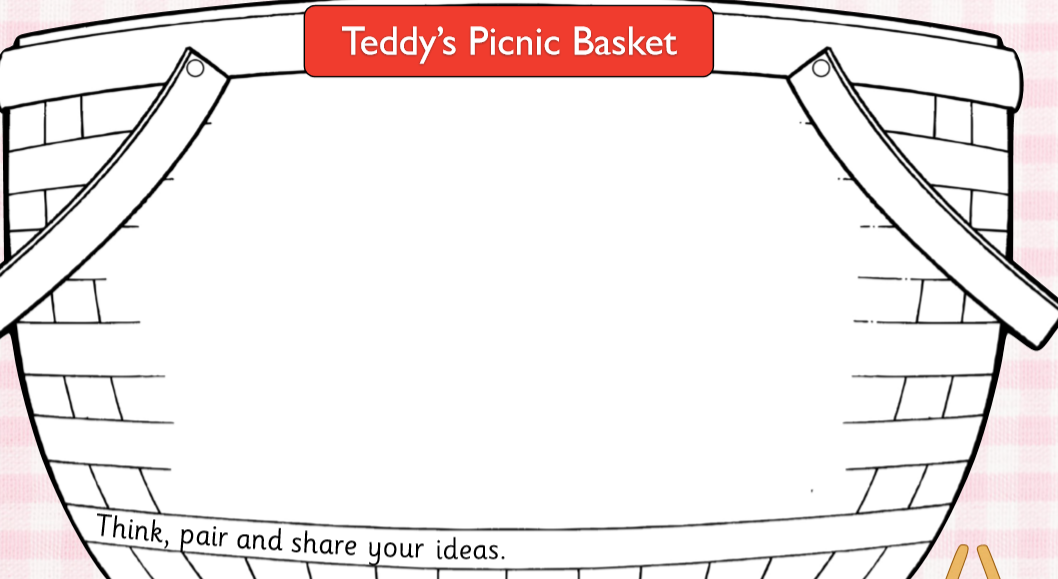 Teddy's Picnic Basket
Think, pair and share your ideas.